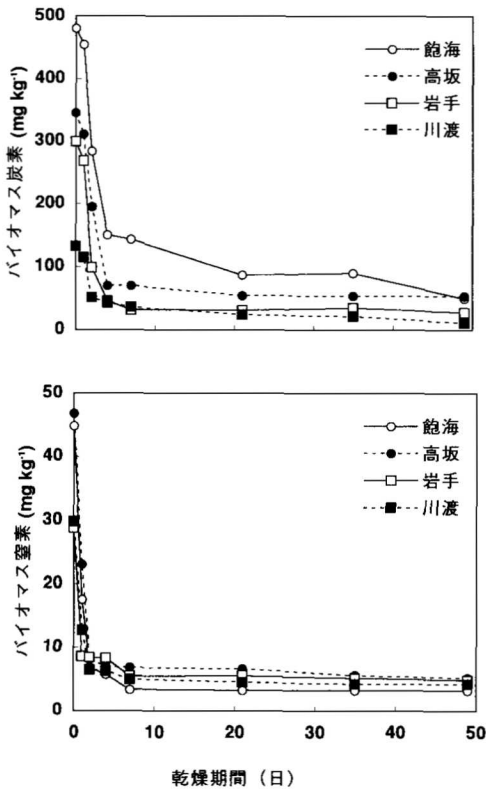 500
400
300
200
100
0
バイオマス炭素 (mg kg-1)
飽海
高坂
岩手
川渡
50
40
30
20
10
0
バイオマス窒素 (mg kg-1)
飽海
高坂
岩手
川渡
0 10 20 30 40 50
乾燥期間（日）